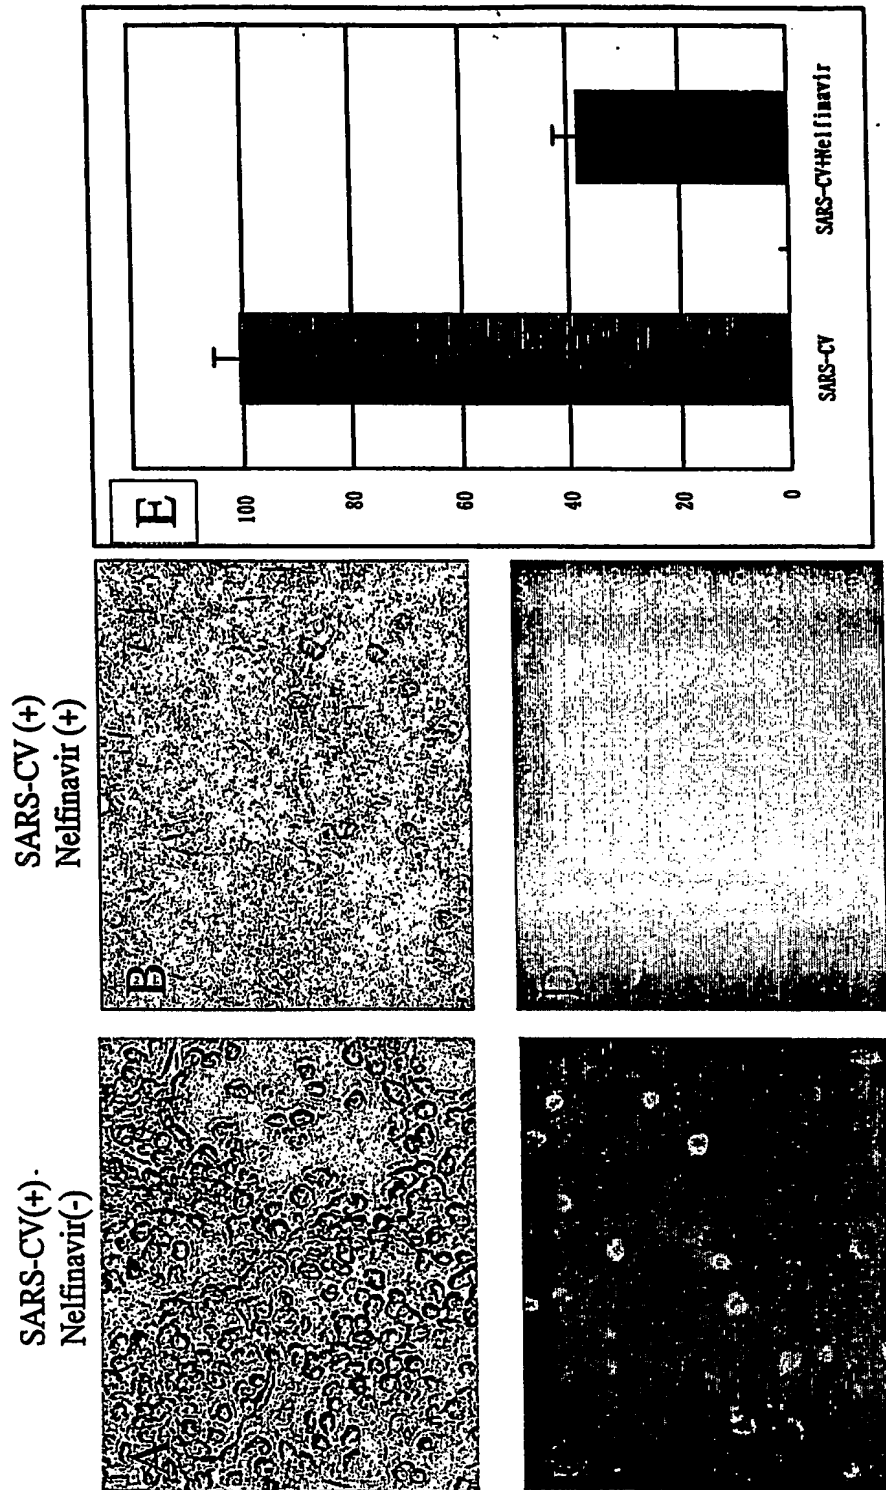 SARS-CV(+)
Nelfinavir(-)
SARS-CV (+)
Nelfinavir (+)
A
B
D
E
100
80
60
40
20
0
SARS-CV
SARS-CV+Nelfinavir